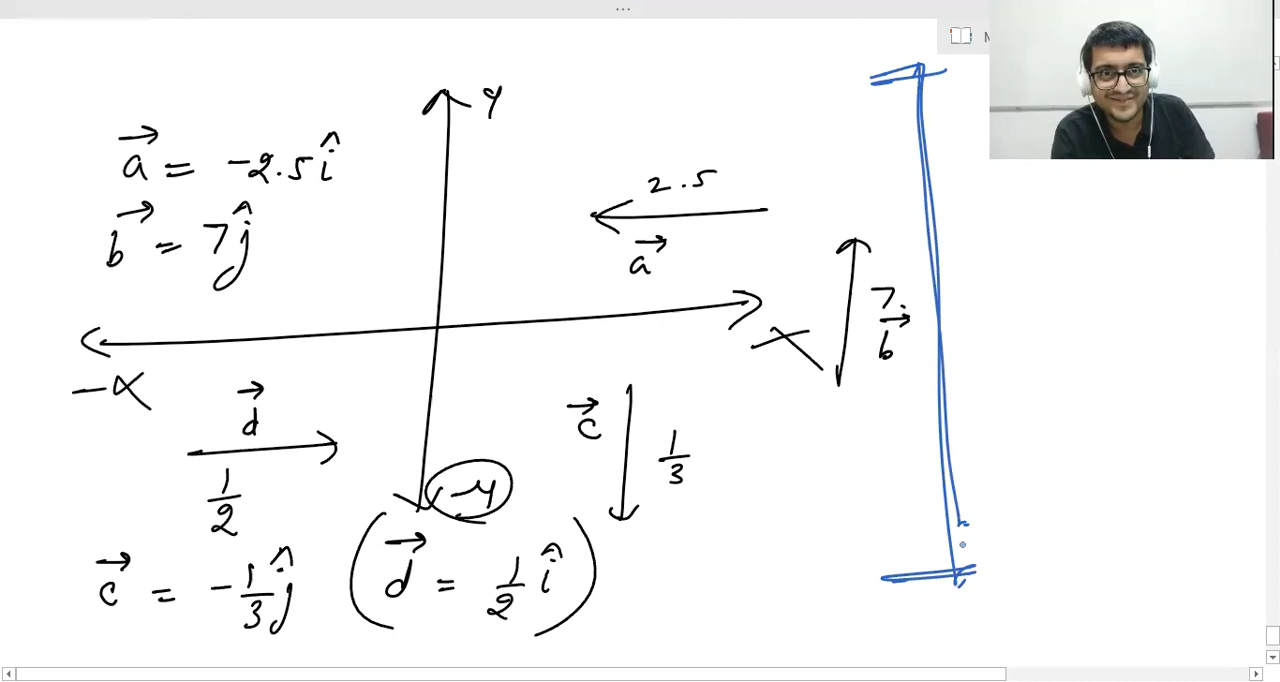 y
a⃗ = -2.5î
2.5
a⃗
b⃗ = 7ĵ
7
b⃗
-x
x
d⃗
1/2
c⃗
1/3
-y
c⃗ = -1/3 ĵ
(d⃗ = 1/2 î)